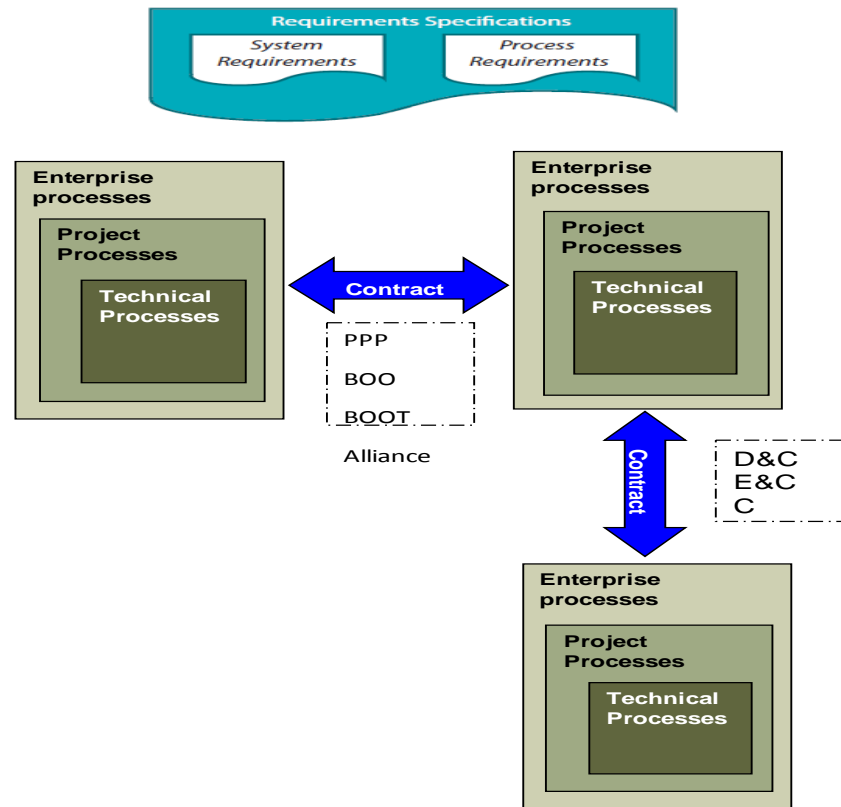 Requirements Specifications
System
Requirements
Process
Requirements
Enterprise
processes
Project
Processes
Technical
Processes
Contract
PPP
BOO
BOOT
Alliance
Enterprise
processes
Project
Processes
Technical
Processes
Contract
D&C
E&C
C
Enterprise
processes
Project
Processes
Technical
Processes